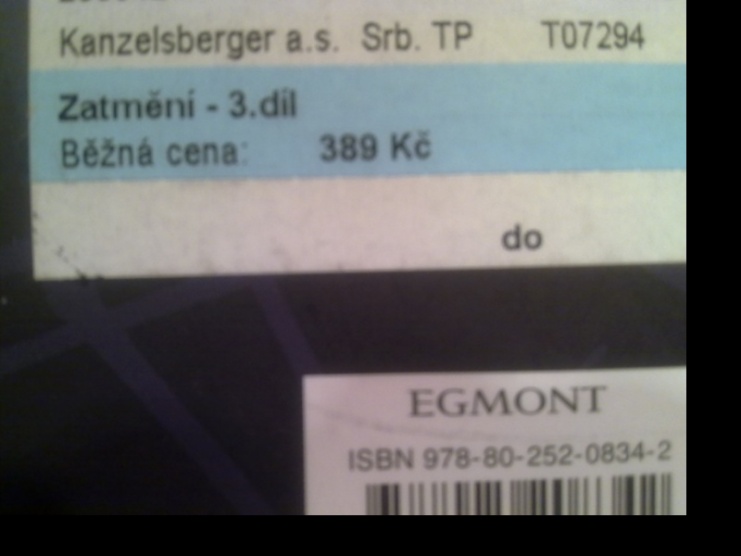 Kanzelsberger a.s. Srb. TP T07294
Zatmění - 3.díl
Běžná cena: 389 Kč
do
EGMONT
ISBN 978-80-252-0834-2